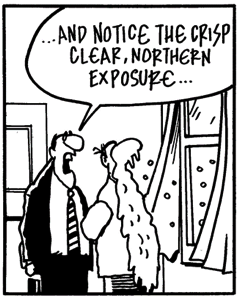 ...AND NOTICE THE CRISP
CLEAR, NORTHERN
EXPOSURE...